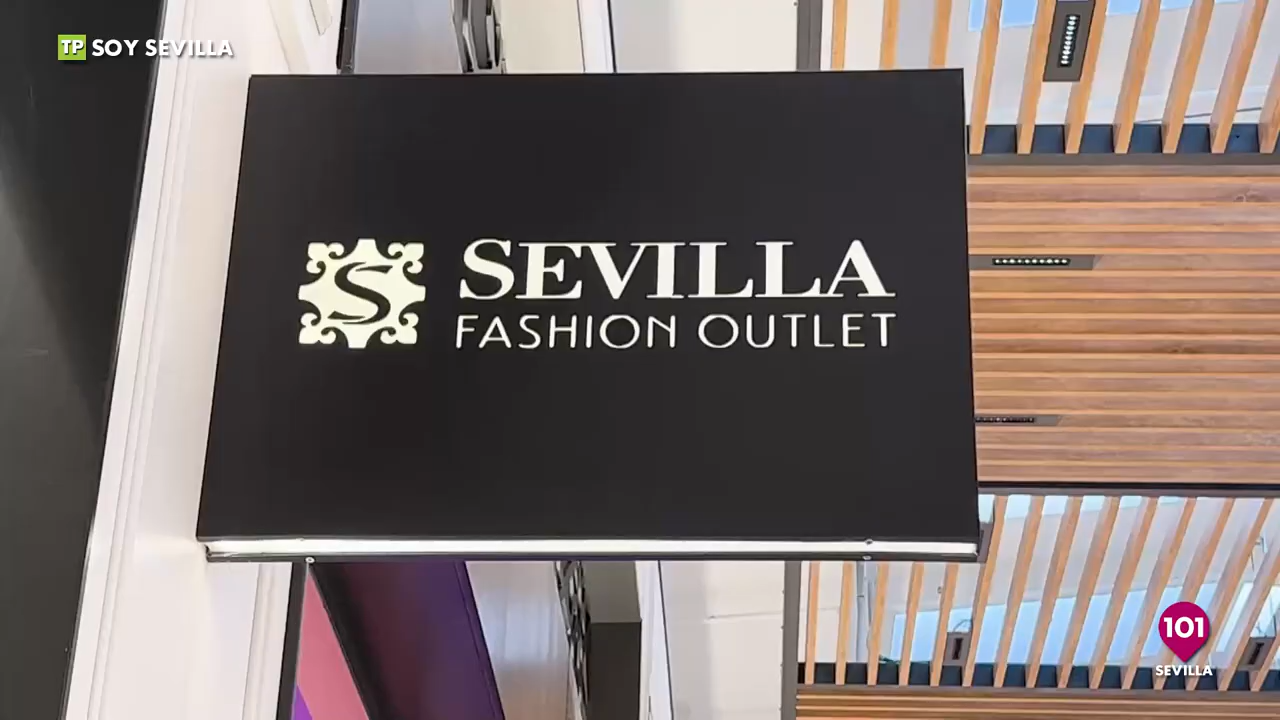 TP SOY SEVILLA
S
SEVILLA
FASHION OUTLET
101
SEVILLA